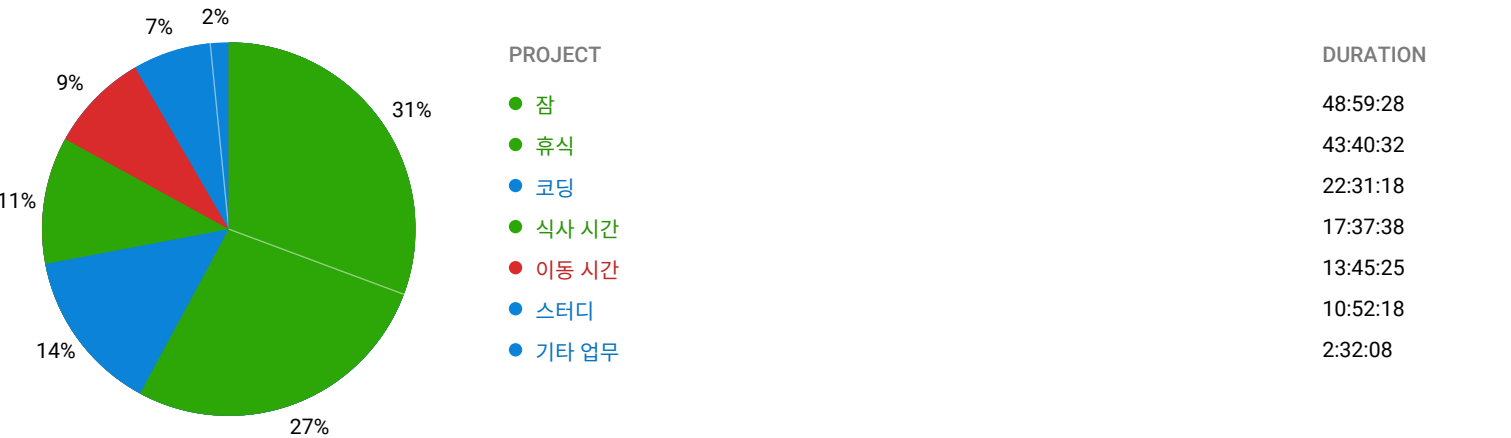 2%
7%
9%
31%
11%
14%
27%
PROJECT DURATION
잠 48:59:28
휴식 43:40:32
코딩 22:31:18
식사 시간 17:37:38
이동 시간 13:45:25
스터디 10:52:18
기타 업무 2:32:08